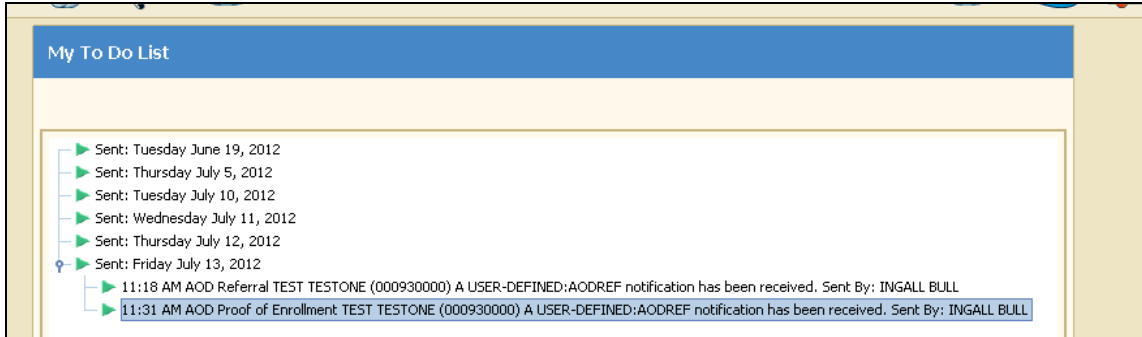 My To Do List
Sent: Tuesday June 19, 2012
Sent: Thursday July 5, 2012
Sent: Tuesday July 10, 2012
Sent: Wednesday July 11, 2012
Sent: Thursday July 12, 2012
Sent: Friday July 13, 2012
11:18 AM AOD Referral TEST TESTONE (000930000) A USER-DEFINED:AODREF notification has been received. Sent By: INGALL BULL
11:31 AM AOD Proof of Enrollment TEST TESTONE (000930000) A USER-DEFINED:AODREF notification has been received. Sent By: INGALL BULL